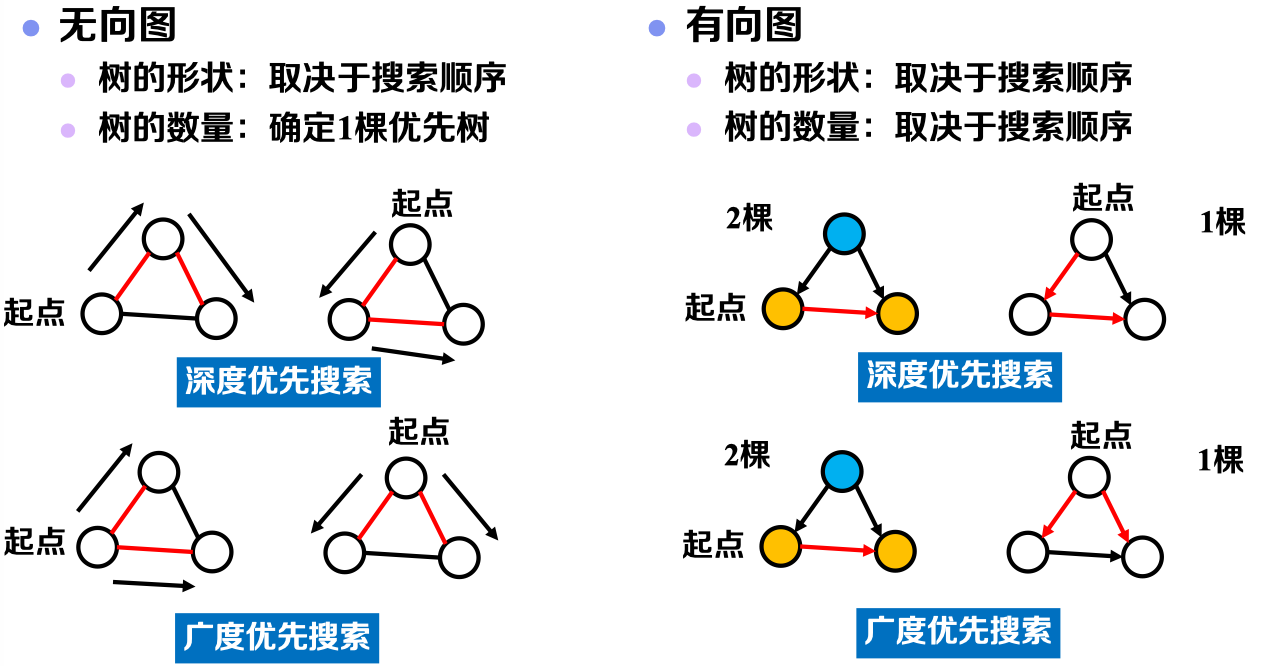 无向图
树的形状：取决于搜索顺序
树的数量：确定1棵优先树
起点
起点
深度优先搜索
起点
起点
广度优先搜索
有向图
树的形状：取决于搜索顺序
树的数量：取决于搜索顺序
2棵
起点
起点
1棵
深度优先搜索
2棵
起点
起点
1棵
广度优先搜索